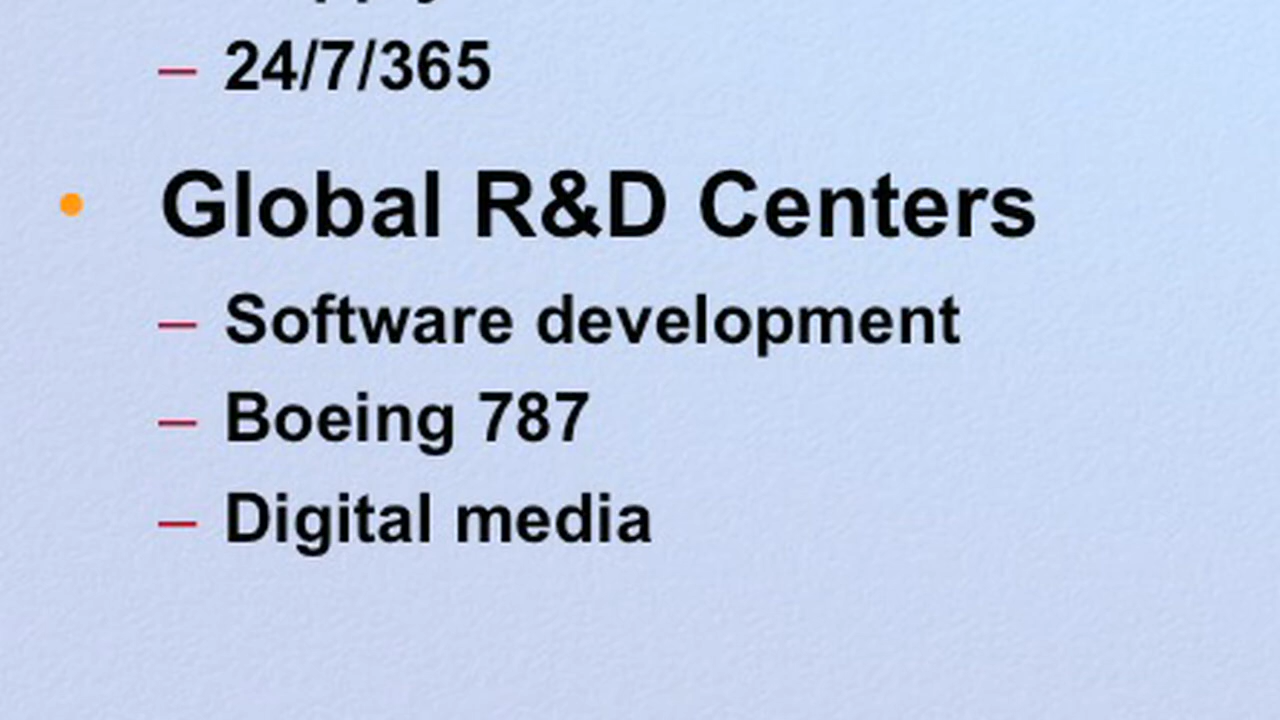 – 24/7/365
• Global R&D Centers
– Software development
– Boeing 787
– Digital media